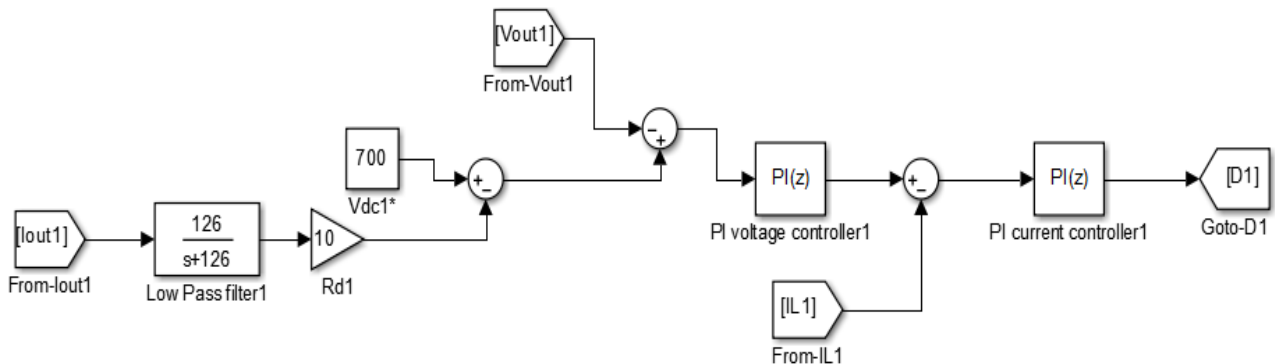 [Vout1]
From-Vout1
700
Vdc1*
[Iout1]
From-Iout1
126
s+126
Low Pass filter1
10
Rd1
PI(z)
PI voltage controller1
PI(z)
PI current controller1
[D1]
Goto-D1
[IL1]
From-IL1